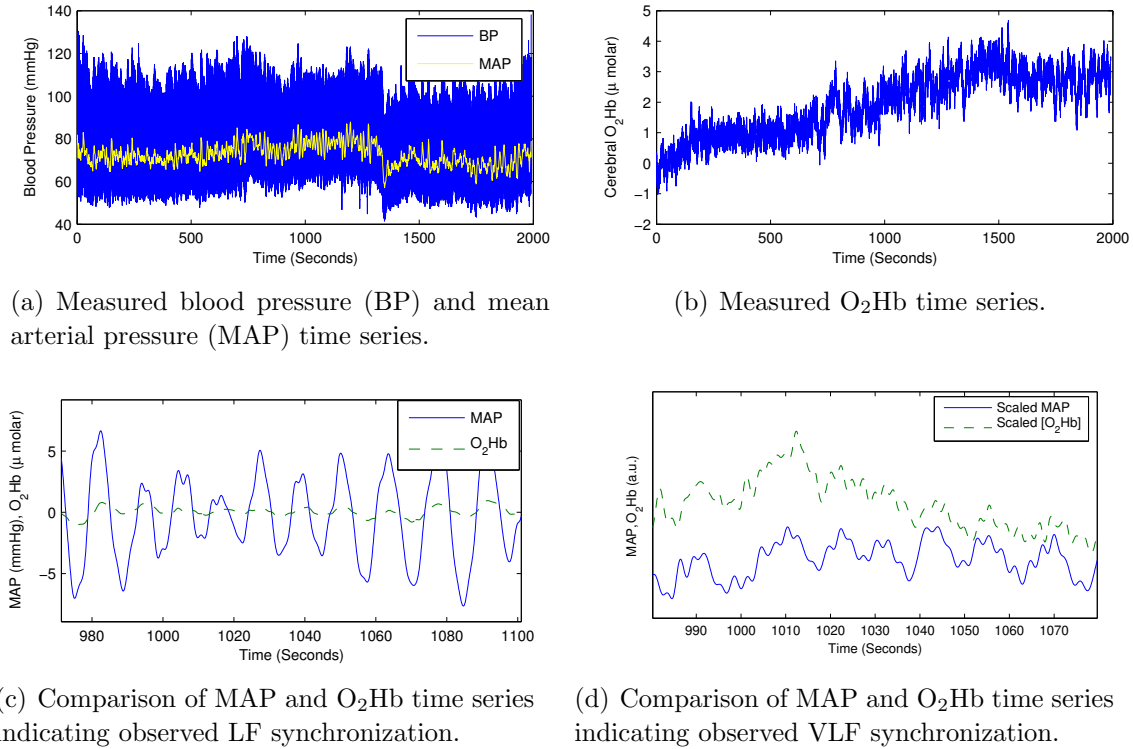 140
120
100
80
60
40
Blood Pressure (mmHg)
BP
MAP
0
500
1000
1500
2000
Time (Seconds)
5
4
3
2
1
0
−1
−2
Cerebral O2Hb (μ molar)
0
500
1000
1500
2000
Time (Seconds)
(a) Measured blood pressure (BP) and mean
arterial pressure (MAP) time series.
(b) Measured O2Hb time series.
5
0
−5
MAP (mmHg), O2Hb (μ molar)
MAP
O2Hb
980
1000
1020
1040
1060
1080
1100
Time (Seconds)
MAP, O2Hb (a.u.)
Scaled MAP
Scaled [O2Hb]
990
1000
1010
1020
1030
1040
1050
1060
1070
Time (Seconds)
(c) Comparison of MAP and O2Hb time series
indicating observed LF synchronization.
(d) Comparison of MAP and O2Hb time series
indicating observed VLF synchronization.